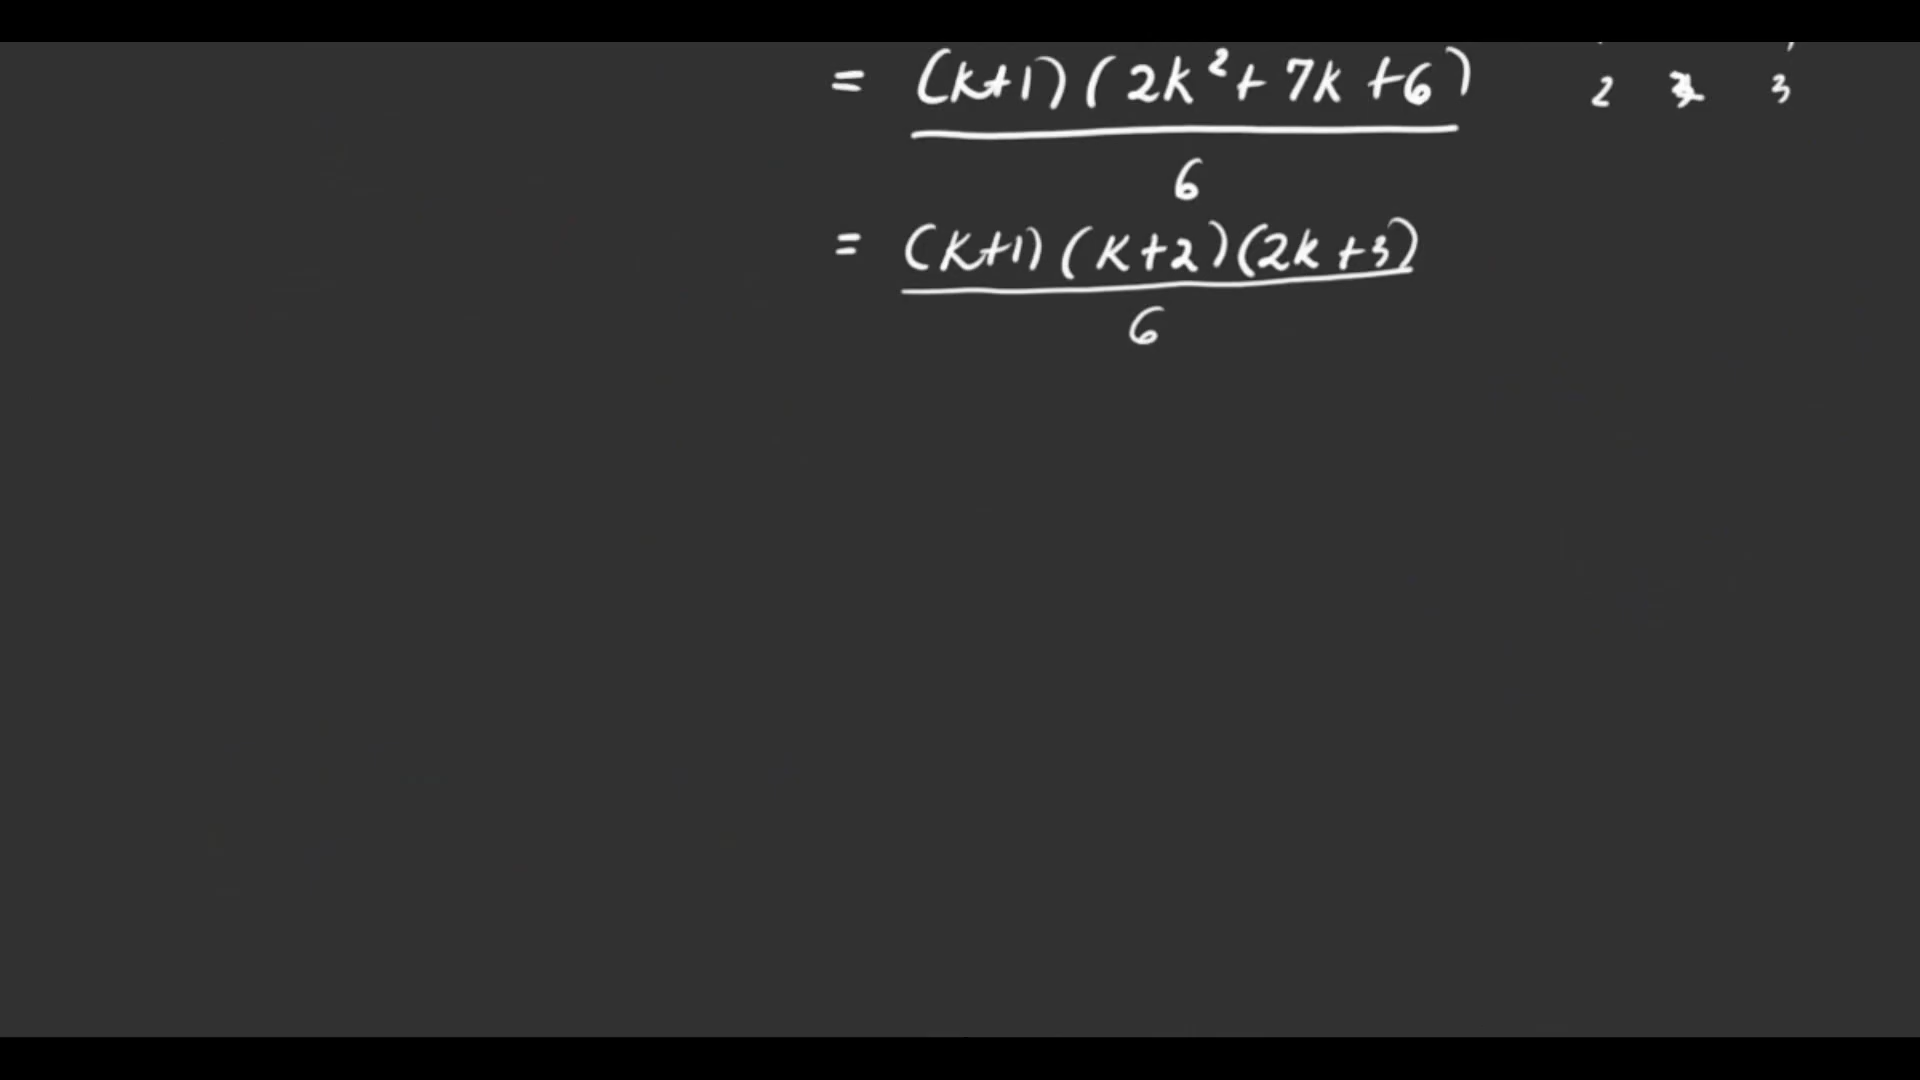 = (k+1)(2k²+7k+6) 2 3
6
= (k+1)(k+2)(2k+3)
6